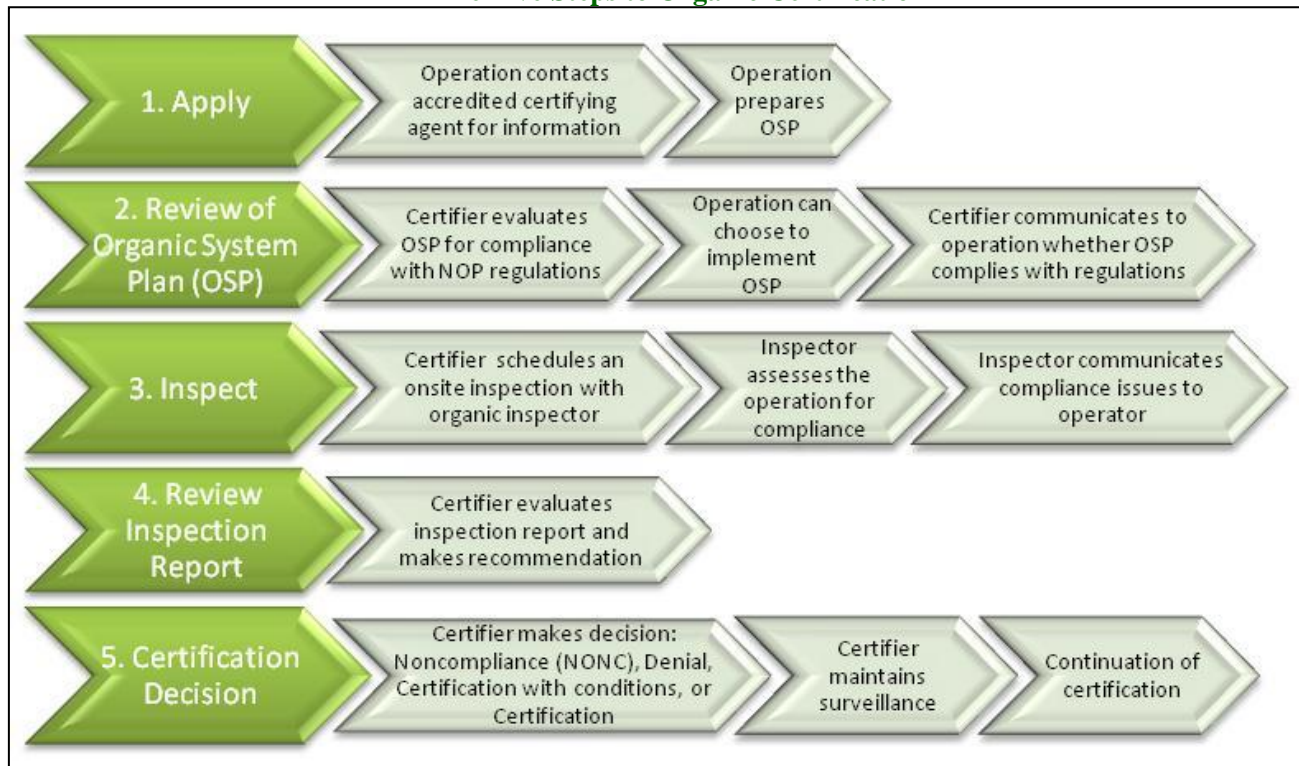 1. Apply
Operation contacts
accredited certifying
agent for information
Operation
prepares
OSP
2. Review of
Organic System
Plan (OSP)
Certifier evaluates
OSP for compliance
with NOP regulations
Operation can
choose to
implement
OSP
Certifier communicates to
operation whether OSP
complies with regulations
3. Inspect
Certifier schedules an
onsite inspection with
organic inspector
Inspector
assesses the
operation for
compliance
Inspector communicates
compliance issues to
operator
4. Review
Inspection
Report
Certifier evaluates
inspection report and
makes recommendation
5. Certification
Decision
Certifier makes decision:
Noncompliance (NONC), Denial,
Certification with conditions, or
Certification
Certifier
maintains
surveillance
Continuation of
certification